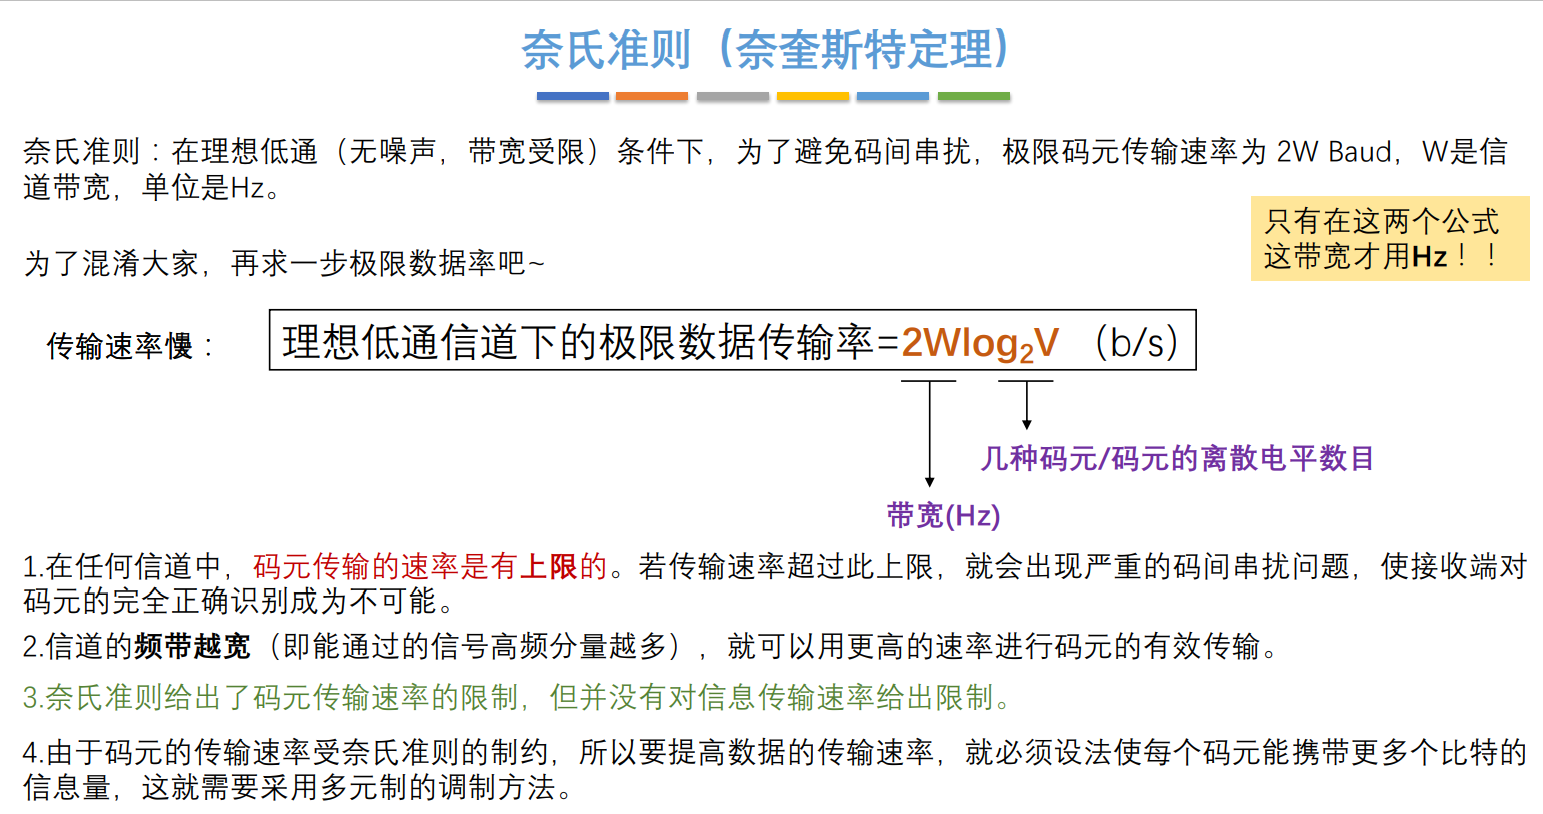 奈氏准则（奈奎斯特定理）
奈氏准则：在理想低通（无噪声，带宽受限）条件下，为了避免码间串扰，极限码元传输速率为 2W Baud，W是信
道带宽，单位是Hz。
只有在这两个公式
这带宽才用Hz！！
为了混淆大家，再求一步极限数据率吧~
传输速率慢：
理想低通信道下的极限数据传输率=2Wlog₂V （b/s）
几种码元/码元的离散电平数目
带宽(Hz)
1.在任何信道中，码元传输的速率是有上限的。若传输速率超过此上限，就会出现严重的码间串扰问题，使接收端对
码元的完全正确识别成为不可能。
2.信道的频带越宽（即能通过的信号高频分量越多），就可以用更高的速率进行码元的有效传输。
3.奈氏准则给出了码元传输速率的限制，但并没有对信息传输速率给出限制。
4.由于码元的传输速率受奈氏准则的制约，所以要提高数据的传输速率，就必须设法使每个码元能携带更多个比特的
信息量，这就需要采用多元制的调制方法。